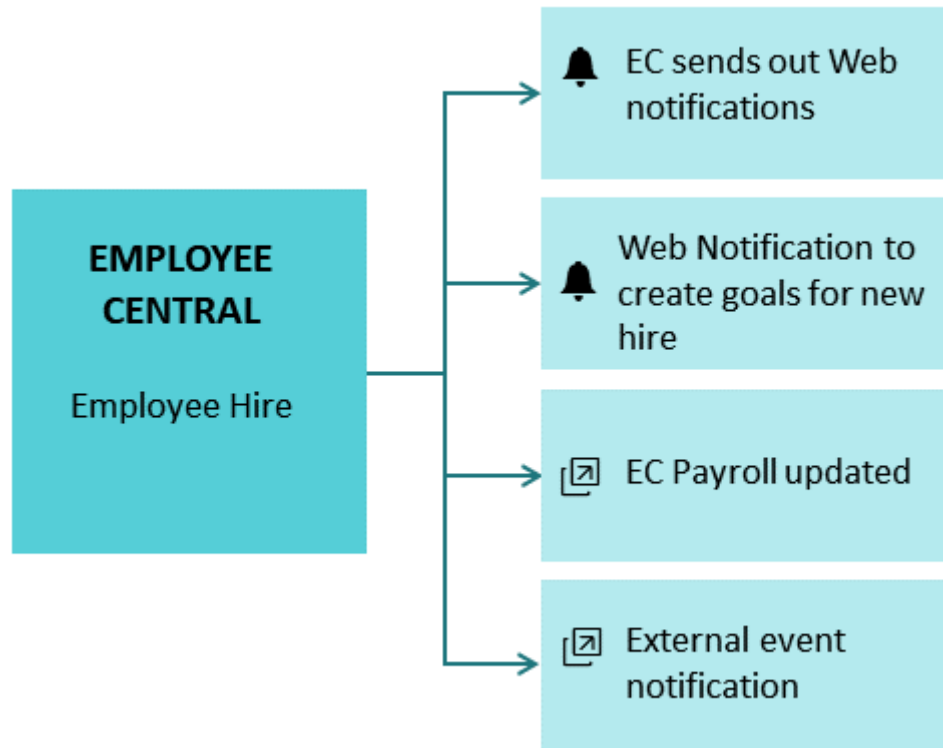 EMPLOYEE
CENTRAL
Employee Hire
EC sends out Web
notifications
Web Notification to
create goals for new
hire
EC Payroll updated
External event
notification